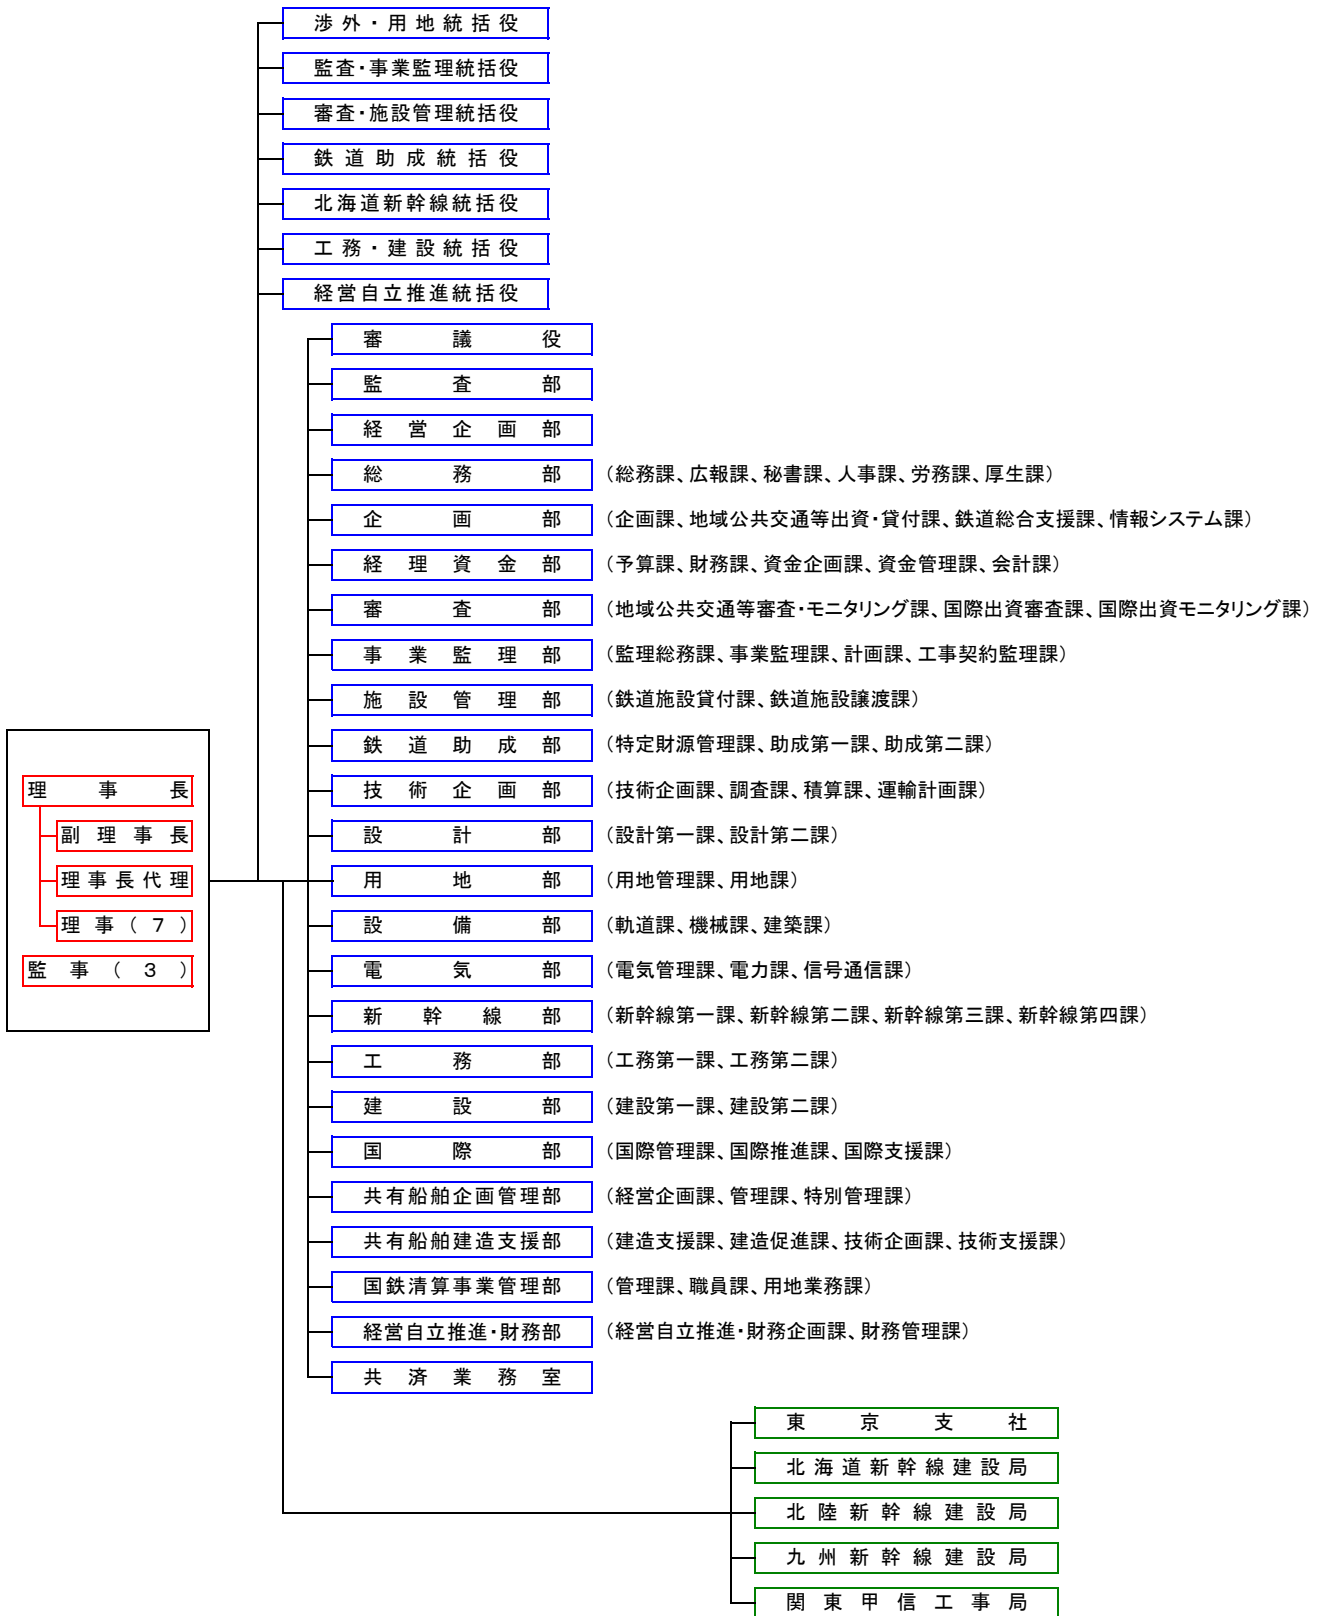 渉外・用地統括役
監査・事業監理統括役
審査・施設管理統括役
鉄道助成統括役
北海道新幹線統括役
工務・建設統括役
経営自立推進統括役
審議役
監査部
経営企画部
総務部 （総務課、広報課、秘書課、人事課、労務課、厚生課）
企画部 （企画課、地域公共交通等出資・貸付課、鉄道総合支援課、情報システム課）
経理資金部 （予算課、財務課、資金企画課、資金管理課、会計課）
審査部 （地域公共交通等審査・モニタリング課、国際出資審査課、国際出資モニタリング課）
事業監理部 （監理総務課、事業監理課、計画課、工事契約監理課）
施設管理部 （鉄道施設貸付課、鉄道施設譲渡課）
鉄道助成部 （特定財源管理課、助成第一課、助成第二課）
技術企画部 （技術企画課、調査課、積算課、運輸計画課）
設計部 （設計第一課、設計第二課）
用地部 （用地管理課、用地課）
設備部 （軌道課、機械課、建築課）
電気部 （電気管理課、電力課、信号通信課）
新幹線部 （新幹線第一課、新幹線第二課、新幹線第三課、新幹線第四課）
工務部 （工務第一課、工務第二課）
建設部 （建設第一課、建設第二課）
国際部 （国際管理課、国際推進課、国際支援課）
共有船舶企画管理部 （経営企画課、管理課、特別管理課）
共有船舶建造支援部 （建造支援課、建造促進課、技術企画課、技術支援課）
国鉄清算事業管理部 （管理課、職員課、用地業務課）
経営自立推進・財務部 （経営自立推進・財務企画課、財務管理課）
共済業務室
理事長
副理事長
理事長代理
理事（７）
監事（３）
東京支社
北海道新幹線建設局
北陸新幹線建設局
九州新幹線建設局
関東甲信工事局